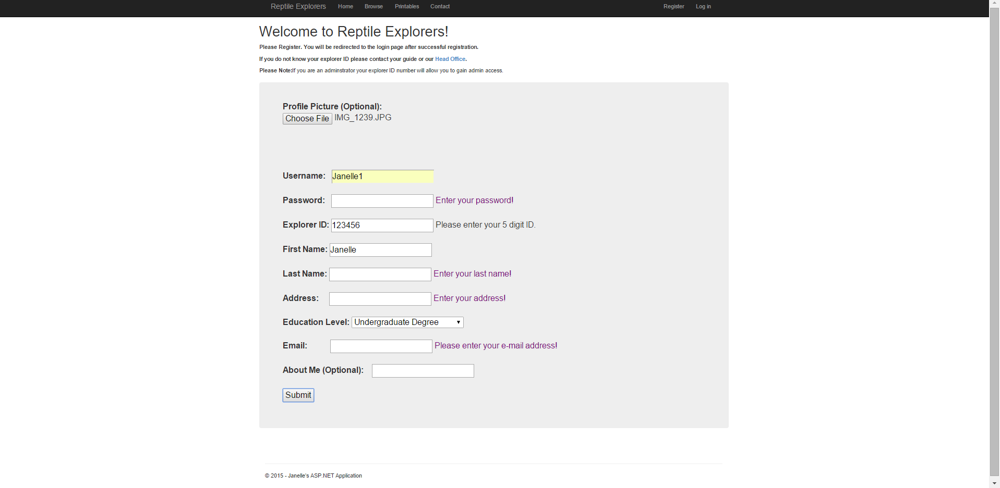 Reptile Explorers Home Browse Printables Contact Register Log in
Welcome to Reptile Explorers!
Please Register. You will be redirected to the login page after successful registration.
If you do not know your explorer ID please contact your guide or our Head Office.
Please Note:If you are an adminstrator your explorer ID number will allow you to gain admin access.
Profile Picture (Optional):
Choose File IMG_1239.JPG
Username: Janelle1
Password: Enter your password!
Explorer ID: 123456 Please enter your 5 digit ID.
First Name: Janelle
Last Name: Enter your last name!
Address: Enter your address!
Education Level: Undergraduate Degree
Email: Please enter your e-mail address!
About Me (Optional):
Submit
© 2015 - Janelle's ASP.NET Application